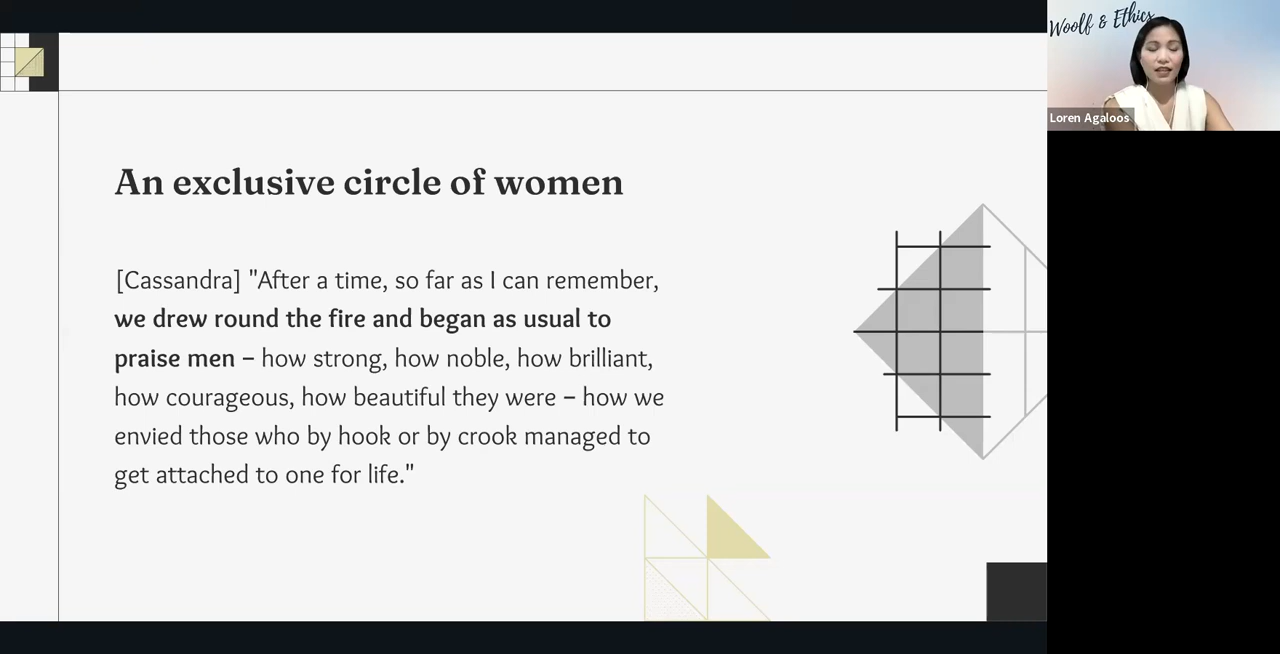 An exclusive circle of women
[Cassandra] "After a time, so far as I can remember,
we drew round the fire and began as usual to
praise men – how strong, how noble, how brilliant,
how courageous, how beautiful they were – how we
envied those who by hook or by crook managed to
get attached to one for life."
Woolf & Ethics
Loren Agaloos